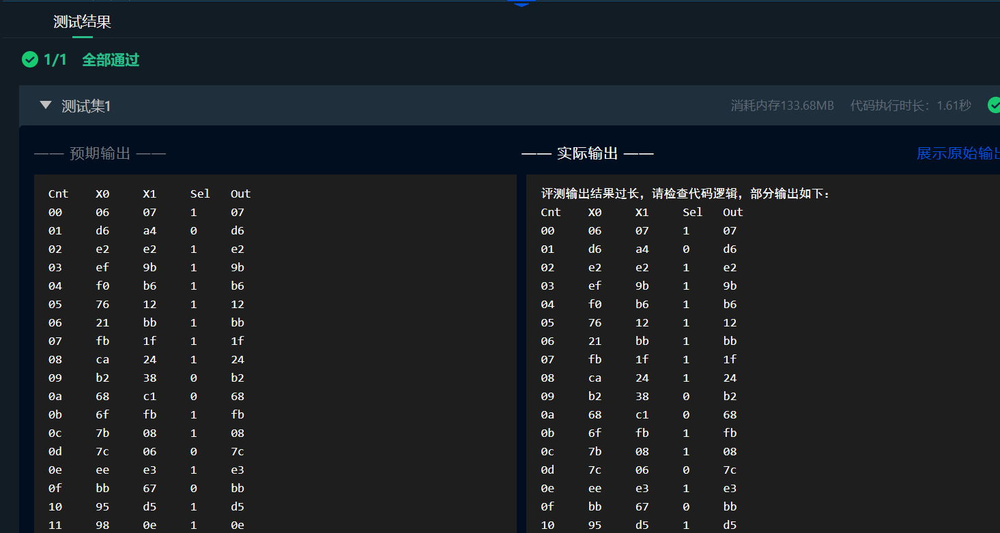 测试结果
1/1 全部通过
测试集1 消耗内存133.68MB 代码执行时长：1.61秒
—— 预期输出 ——
Cnt X0 X1 Sel Out
00 06 07 1 07
01 d6 a4 0 d6
02 e2 e2 1 e2
03 ef 9b 1 9b
04 f0 b6 1 b6
05 76 12 1 12
06 21 bb 1 bb
07 fb 1f 1 1f
08 ca 24 1 24
09 b2 38 0 b2
0a 68 c1 0 68
0b 6f fb 1 fb
0c 7b 08 1 08
0d 7c 06 0 7c
0e ee e3 1 e3
0f bb 67 0 bb
10 95 d5 1 d5
11 98 0e 1 0e
—— 实际输出 —— 展示原始输出
评测输出结果过长，请检查代码逻辑，部分输出如下：
Cnt X0 X1 Sel Out
00 06 07 1 07
01 d6 a4 0 d6
02 e2 e2 1 e2
03 ef 9b 1 9b
04 f0 b6 1 b6
05 76 12 1 12
06 21 bb 1 bb
07 fb 1f 1 1f
08 ca 24 1 24
09 b2 38 0 b2
0a 68 c1 0 68
0b 6f fb 1 fb
0c 7b 08 1 08
0d 7c 06 0 7c
0e ee e3 1 e3
0f bb 67 0 bb
10 95 d5 1 d5